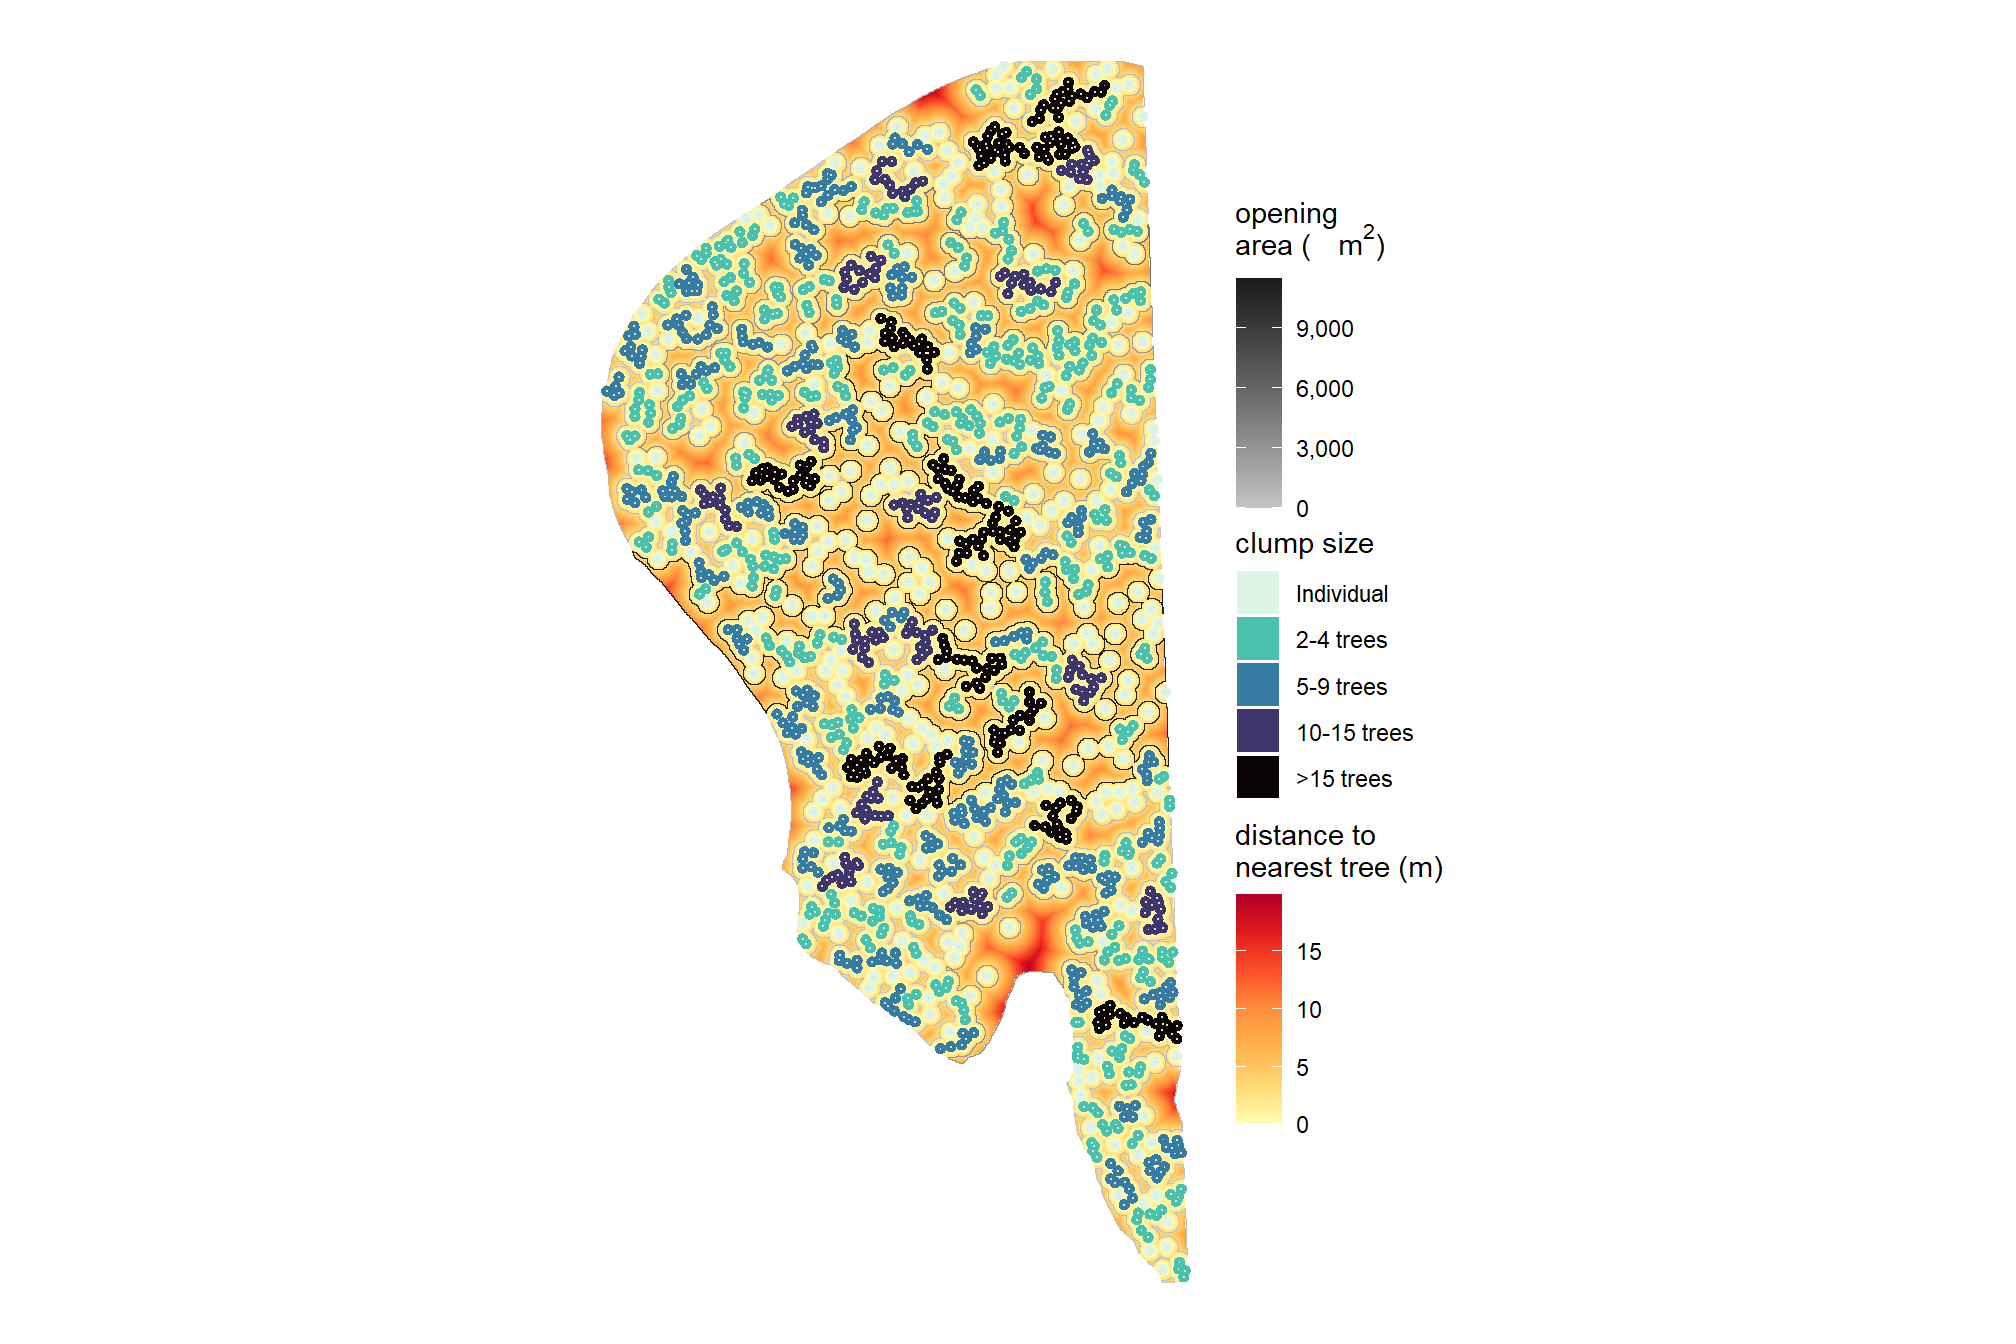 opening
area ( m²)
9,000
6,000
3,000
0
clump size
Individual
2-4 trees
5-9 trees
10-15 trees
>15 trees
distance to
nearest tree (m)
15
10
5
0